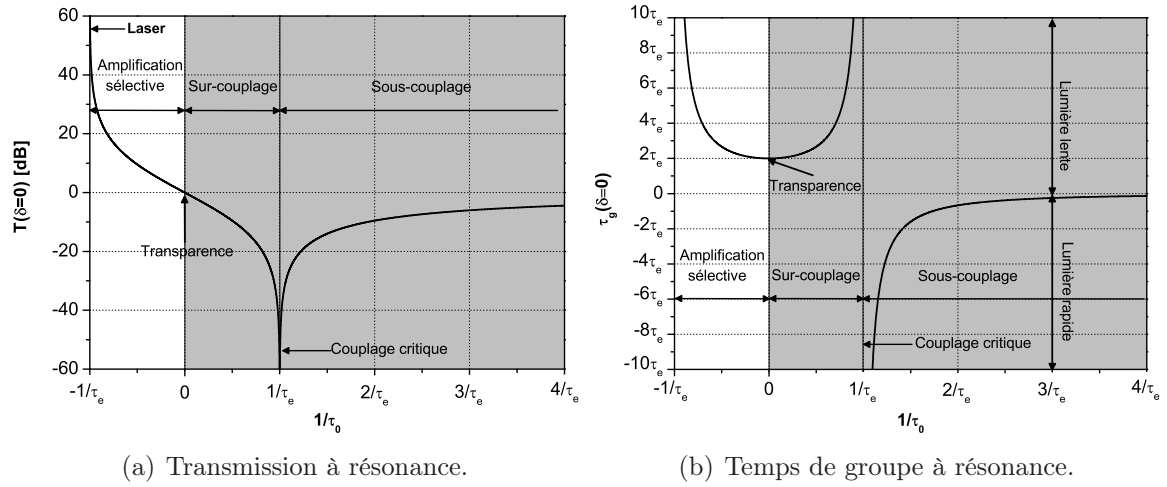 60
40
20
0
-20
-40
-60
T(δ=0) [dB]
Laser
Amplification
sélective
Sur-couplage
Sous-couplage
Transparence
Couplage critique
-1/τe
0
1/τe
2/τe
3/τe
4/τe
1/τ0
(a) Transmission à résonance.
10τe
8τe
6τe
4τe
2τe
0
-2τe
-4τe
-6τe
-8τe
-10τe
τg(δ=0)
Transparence
Lumière lente
Amplification
sélective
Sur-couplage
Sous-couplage
Lumière rapide
Couplage critique
-1/τe
0
1/τe
2/τe
3/τe
4/τe
1/τ0
(b) Temps de groupe à résonance.